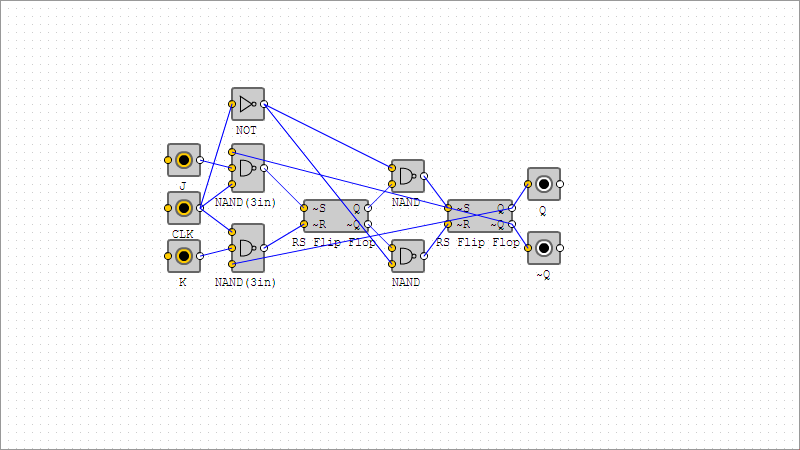 NOT
J
NAND(3in)
CLK
K
NAND(3in)
~S Q
~R ~Q
RS Flip Flop
NAND
NAND
~S Q
~R ~Q
RS Flip Flop
Q
~Q